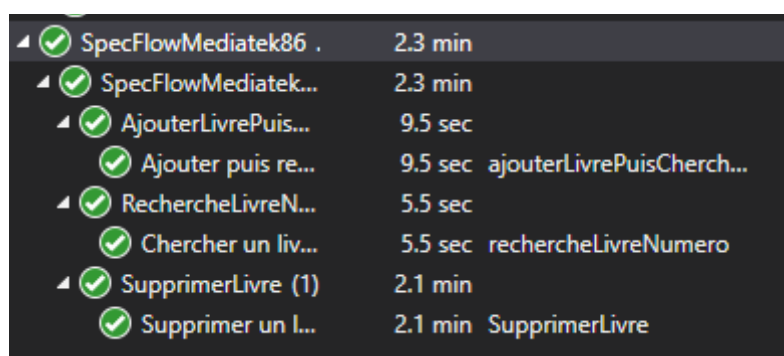 SpecFlowMediatek86 . 2.3 min
SpecFlowMediatek... 2.3 min
AjouterLivrePuis... 9.5 sec
Ajouter puis re... 9.5 sec ajouterLivrePuisCherch...
RechercheLivreN... 5.5 sec
Chercher un liv... 5.5 sec rechercheLivreNumero
SupprimerLivre (1) 2.1 min
Supprimer un l... 2.1 min SupprimerLivre